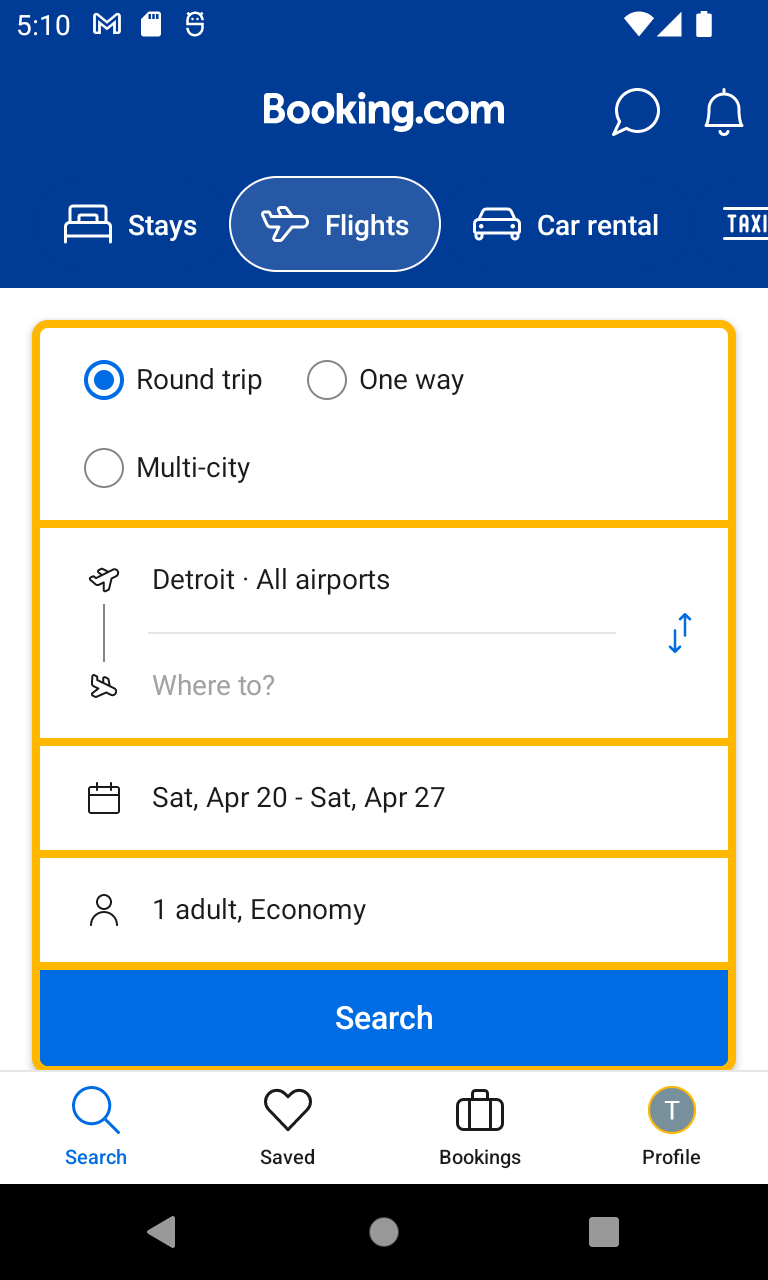 5:10
Booking.com
Stays
Flights
Car rental
TAXI
Round trip
One way
Multi-city
Detroit · All airports
Where to?
Sat, Apr 20 - Sat, Apr 27
1 adult, Economy
Search
Search
Saved
Bookings
T
Profile